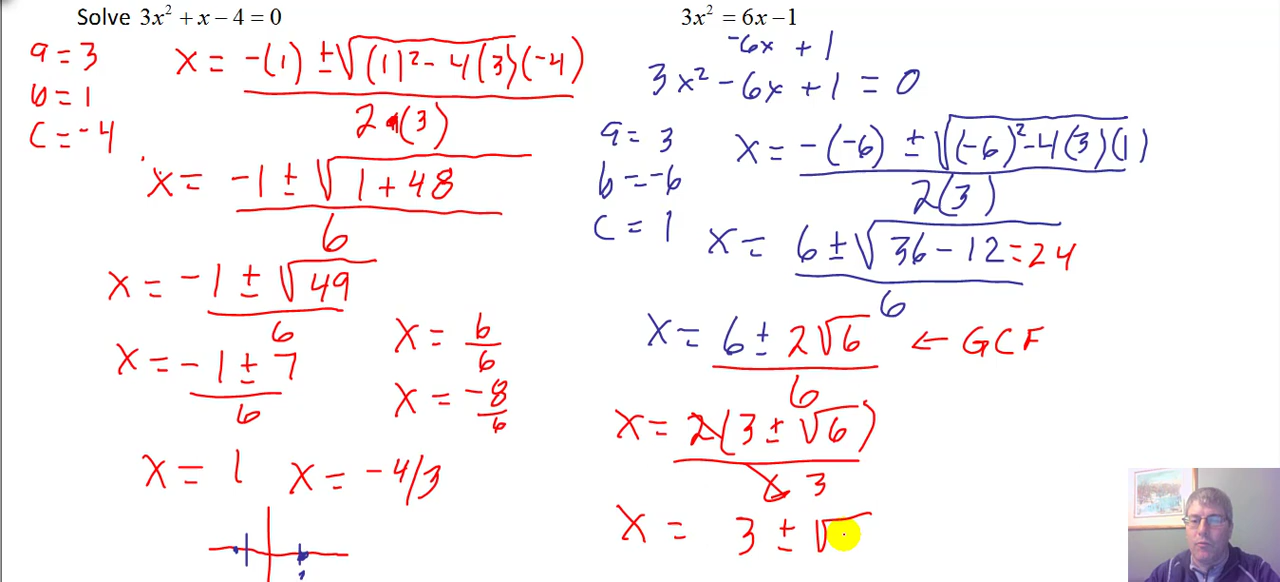 Solve 3x² + x − 4 = 0
a = 3
b = 1
c = -4
x = (-(1) ± √((1)² - 4(3)(-4))) / 2(3)
x = (-1 ± √(1 + 48)) / 6
x = (-1 ± √49) / 6
x = (-1 ± 7) / 6
x = 6/6
x = -8/6
x = 1 x = -4/3
3x² = 6x − 1
-6x + 1
3x² - 6x + 1 = 0
a = 3
b = -6
c = 1
x = (-(-6) ± √((-6)² - 4(3)(1))) / 2(3)
x = (6 ± √(36 - 12)) / 6 = 24
x = (6 ± 2√6) / 6 ← GCF
x = 2(3 ± √6) / 6 3
x = 3 ± √